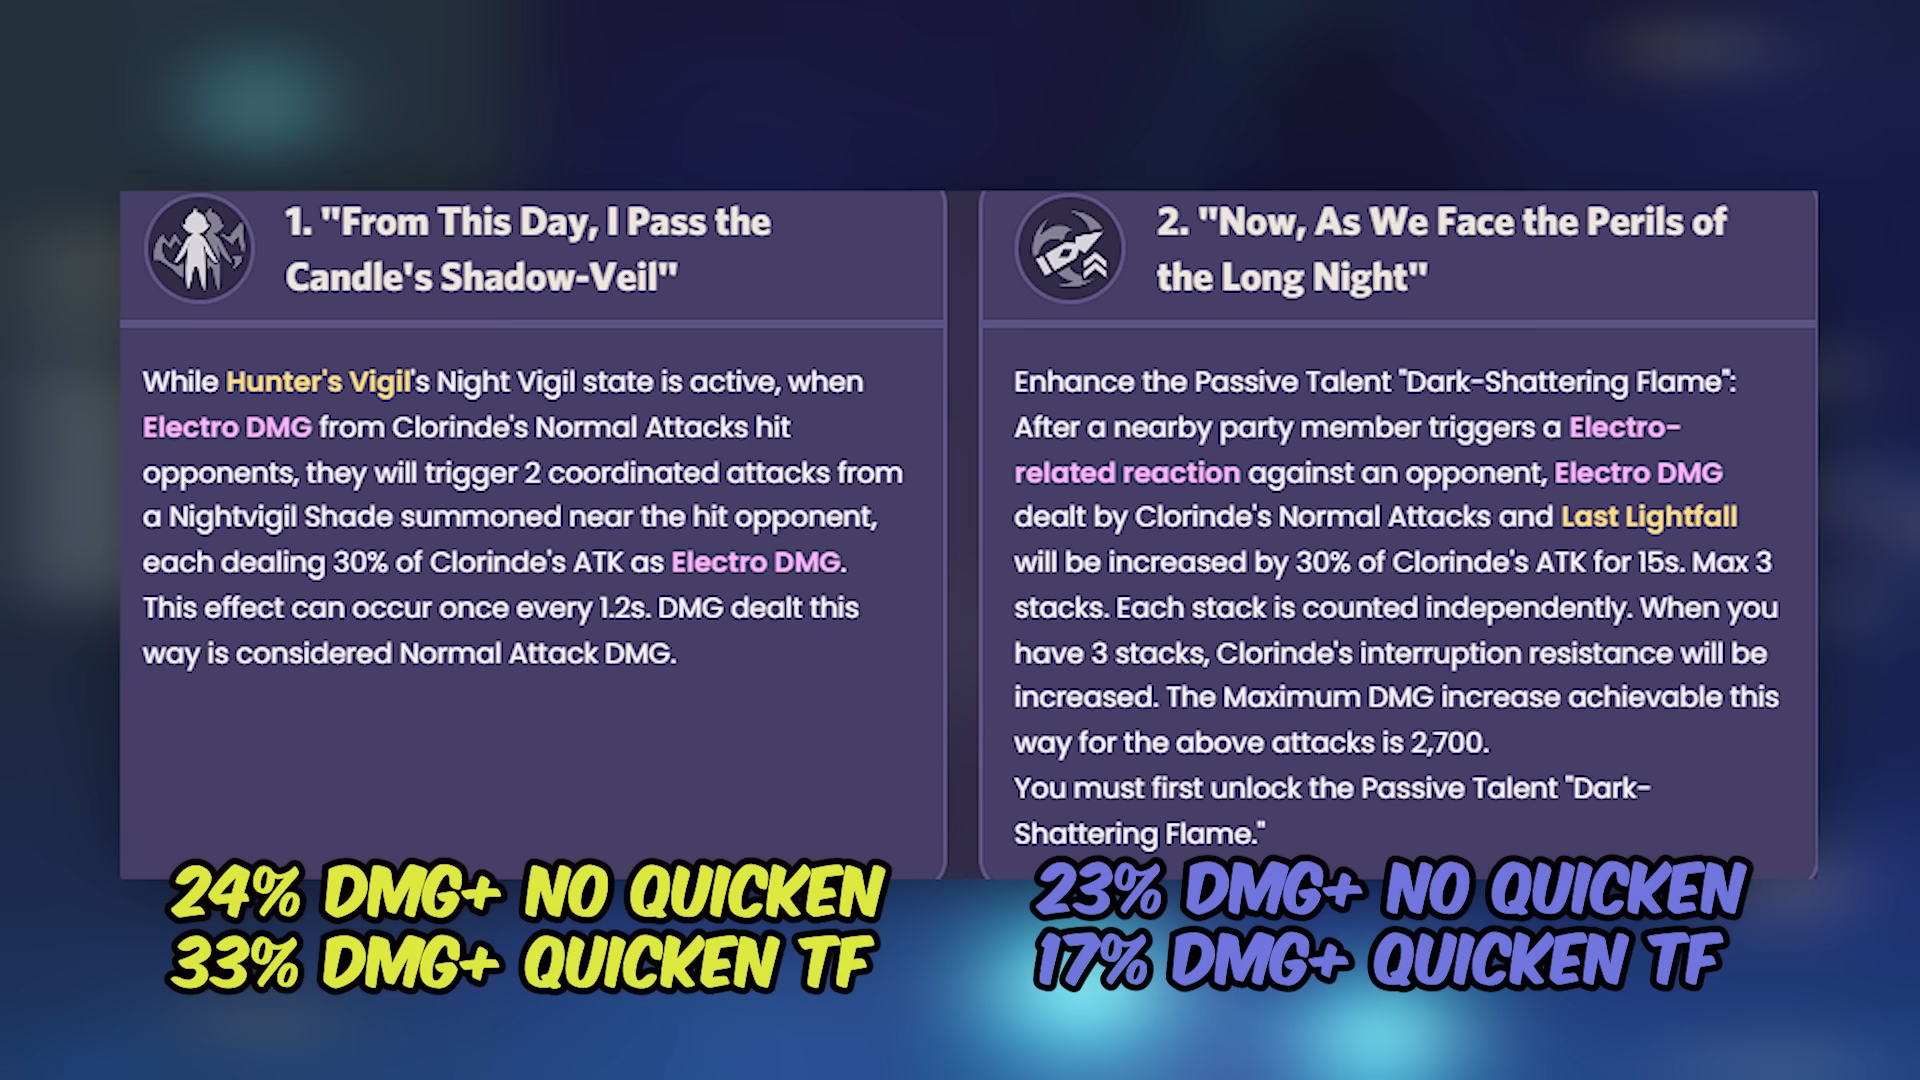 1. "From This Day, I Pass the
Candle's Shadow-Veil"
While Hunter's Vigil's Night Vigil state is active, when
Electro DMG from Clorinde's Normal Attacks hit
opponents, they will trigger 2 coordinated attacks from
a Nightvigil Shade summoned near the hit opponent,
each dealing 30% of Clorinde's ATK as Electro DMG.
This effect can occur once every 1.2s. DMG dealt this
way is considered Normal Attack DMG.
24% DMG+ NO QUICKEN
33% DMG+ QUICKEN TF
2. "Now, As We Face the Perils of
the Long Night"
Enhance the Passive Talent "Dark-Shattering Flame":
After a nearby party member triggers a Electro-
related reaction against an opponent, Electro DMG
dealt by Clorinde's Normal Attacks and Last Lightfall
will be increased by 30% of Clorinde's ATK for 15s. Max 3
stacks. Each stack is counted independently. When you
have 3 stacks, Clorinde's interruption resistance will be
increased. The Maximum DMG increase achievable this
way for the above attacks is 2,700.
You must first unlock the Passive Talent "Dark-
Shattering Flame."
23% DMG+ NO QUICKEN
17% DMG+ QUICKEN TF